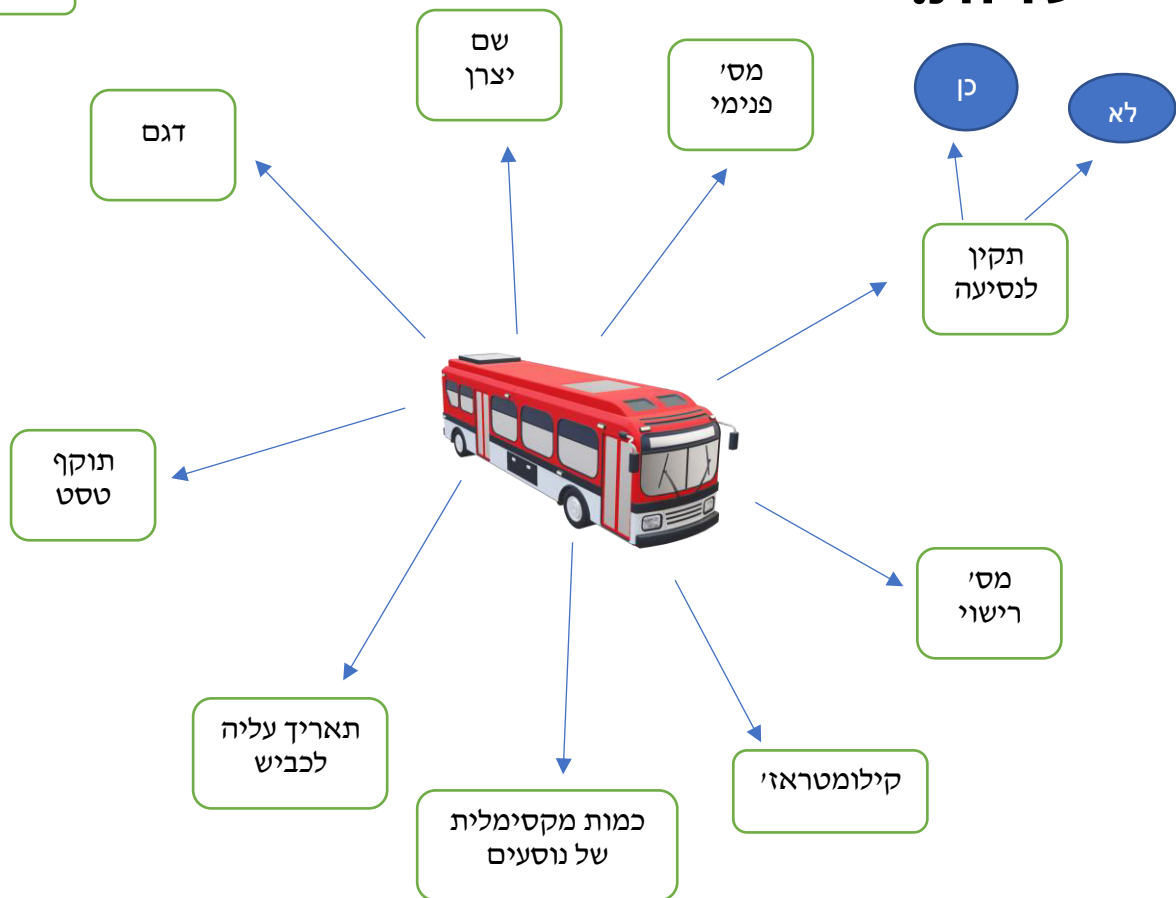 שם
יצרן
מס׳
פנימי
כן
לא
דגם
תקין
לנסיעה
תוקף
טסט
מס׳
רישוי
תאריך עליה
לכביש
קילומטראז׳
כמות מקסימלית
של נוסעים